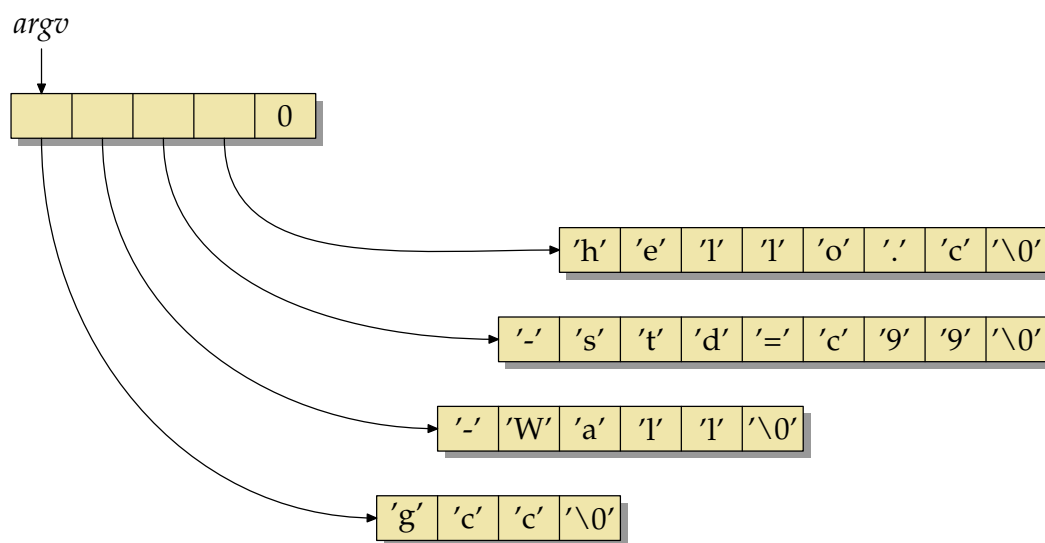 argv
0
’h’ ’e’ ’l’ ’l’ ’o’ ’.’ ’c’ ’\0’
’-’ ’s’ ’t’ ’d’ ’=’ ’c’ ’9’ ’9’ ’\0’
’-’ ’W’ ’a’ ’l’ ’l’ ’\0’
’g’ ’c’ ’c’ ’\0’